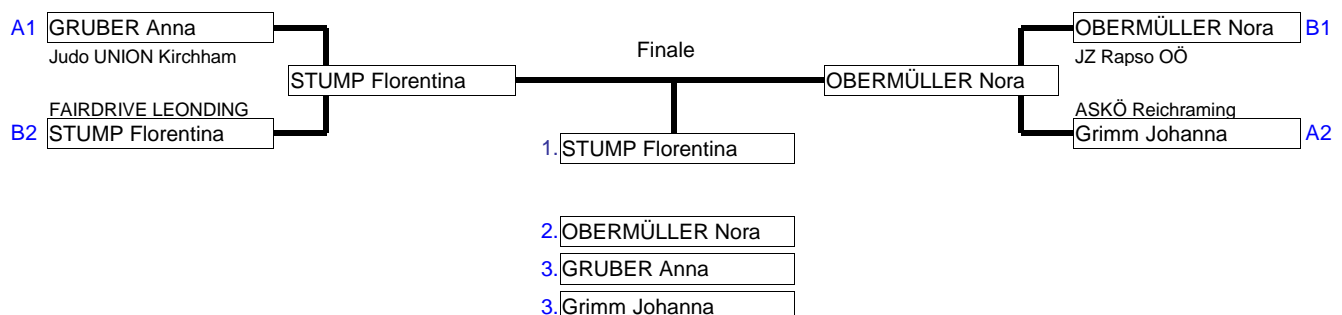 A1 GRUBER Anna
Judo UNION Kirchham
STUMP Florentina
FAIRDRIVE LEONDING
B2 STUMP Florentina
Finale
OBERMÜLLER Nora B1
JZ Rapso OÖ
OBERMÜLLER Nora
ASKÖ Reichraming
Grimm Johanna A2
1. STUMP Florentina
2. OBERMÜLLER Nora
3. GRUBER Anna
3. Grimm Johanna